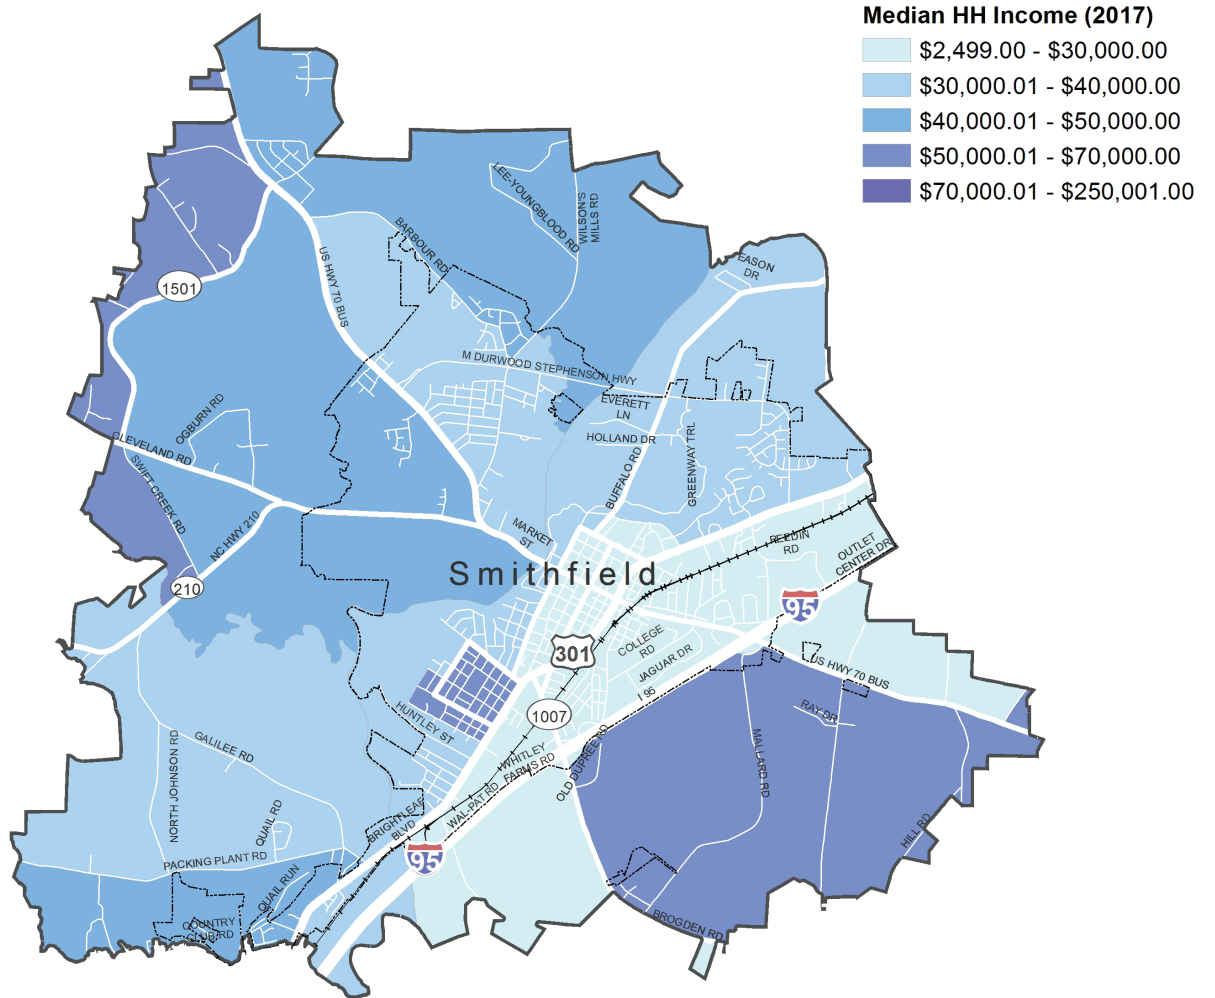 Median HH Income (2017)
$2,499.00 - $30,000.00
$30,000.01 - $40,000.00
$40,000.01 - $50,000.00
$50,000.01 - $70,000.00
$70,000.01 - $250,001.00
LEE-YOUNGBLOOD RD
WILSON'S
MILLS RD
BARBOUR RD
US HWY 70 BUS
EASON
DR
1501
M DURWOOD STEPHENSON HWY
EVERETT
LN
OGBURN RD
HOLLAND DR
CLEVELAND RD
SWIFT CREEK RD
BUFFALO RD
GREENWAY TRL
NC HWY 210
MARKET
ST
REEDIN
RD
OUTLET
CENTER DR
Smithfield
210
95
301
COLLEGE
RD
JAGUAR DR
US HWY 70 BUS
I 95
1007
HUNTLEY ST
RAY DR
GALILEE RD
NORTH JOHNSON RD
WHITLEY
FARMS RD
OLD DUPREE RD
MALLARD RD
WAL-PAT RD
BRIGHTLEAF
BLVD
QUAIL RD
HILL RD
95
PACKING PLANT RD
QUAIL RUN
COUNTRY
CLUB RD
BROGDEN RD